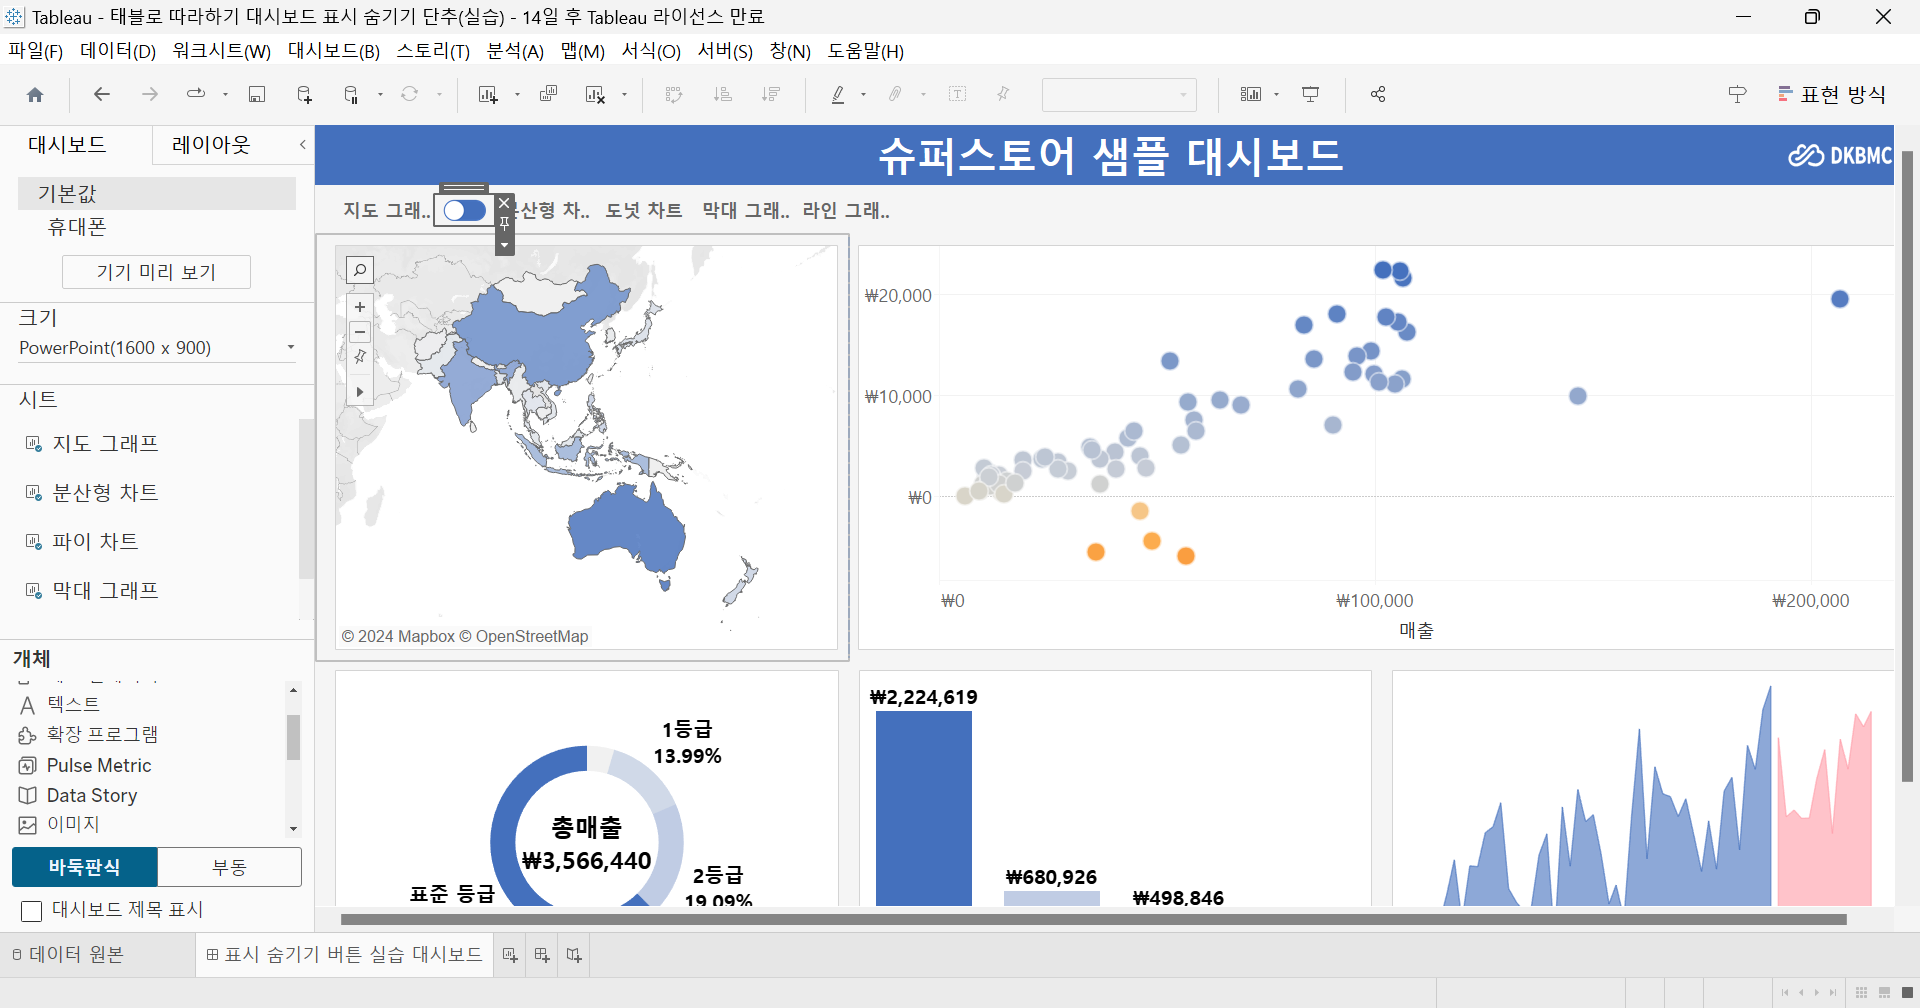 Tableau - 태블로 따라하기 대시보드 표시 숨기기 단추(실습) - 14일 후 Tableau 라이선스 만료
파일(F) 데이터(D) 워크시트(W) 대시보드(B) 스토리(T) 분석(A) 맵(M) 서식(O) 서버(S) 창(N) 도움말(H)
표현 방식
대시보드 레이아웃
기본값
휴대폰
기기 미리 보기
크기
PowerPoint(1600 x 900)
시트
지도 그래프
분산형 차트
파이 차트
막대 그래프
개체
텍스트
확장 프로그램
Pulse Metric
Data Story
이미지
바둑판식 부동
대시보드 제목 표시
슈퍼스토어 샘플 대시보드
DKBMC
지도 그래.. 차.. 도넛 차트 막대 그래.. 라인 그래..
© 2024 Mapbox © OpenStreetMap
₩20,000
₩10,000
₩0
₩0 ₩100,000 ₩200,000
매출
1등급
13.99%
총매출
₩3,566,440
2등급
19.09%
표준 등급
₩2,224,619
₩680,926
₩498,846
데이터 원본 표시 숨기기 버튼 실습 대시보드